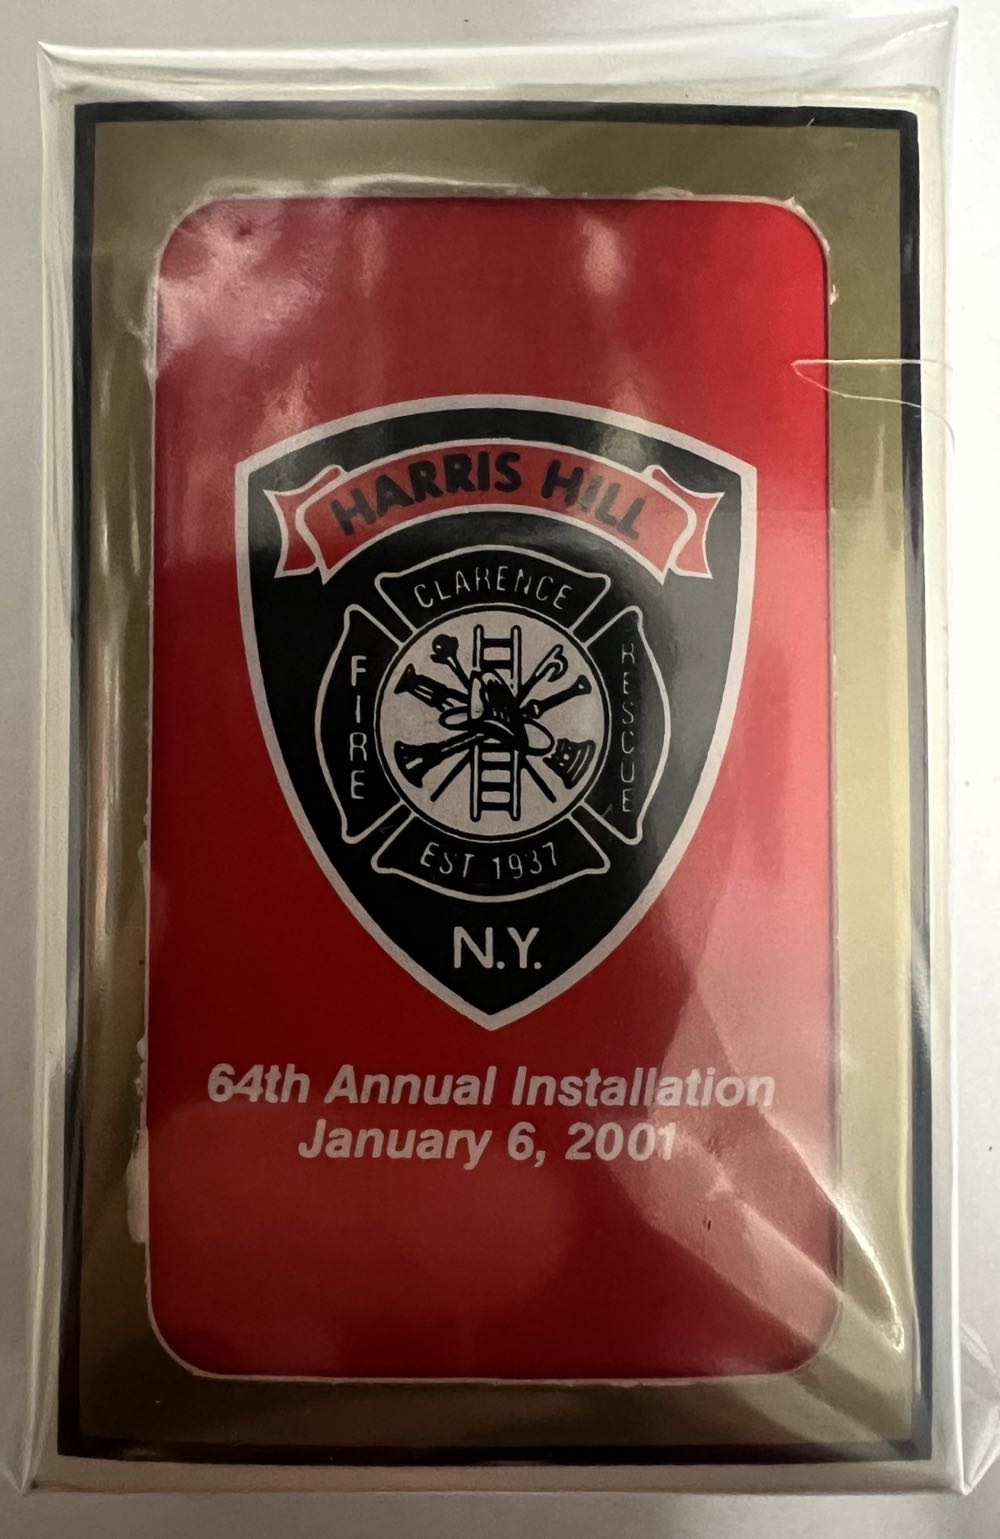 HARRIS HILL
CLARENCE
FIRE
RESCUE
EST 1937
N.Y.
64th Annual Installation
January 6, 2001